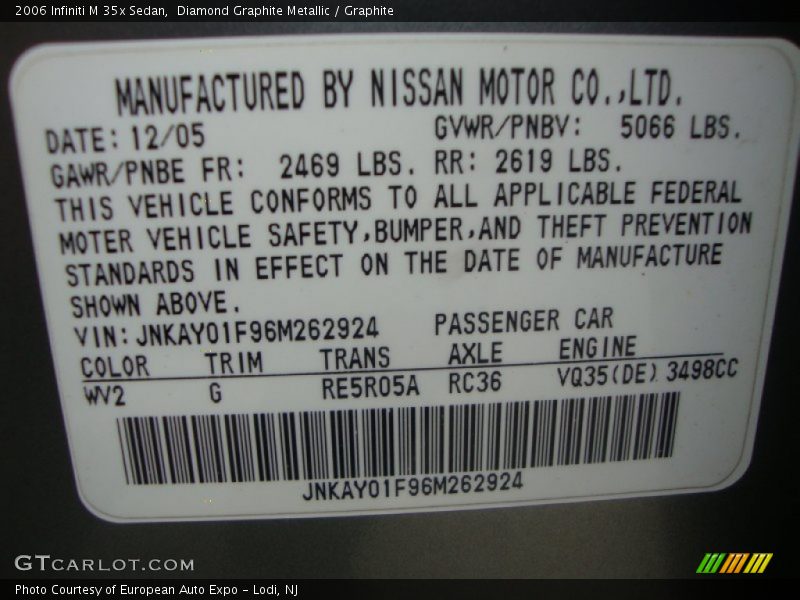 2006 Infiniti M 35x Sedan,  Diamond Graphite Metallic / Graphite
MANUFACTURED BY NISSAN MOTOR CO.,LTD.
DATE: 12/05 GVWR/PNBV: 5066 LBS.
GAWR/PNBE FR: 2469 LBS. RR: 2619 LBS.
THIS VEHICLE CONFORMS TO ALL APPLICABLE FEDERAL
MOTER VEHICLE SAFETY,BUMPER,AND THEFT PREVENTION
STANDARDS IN EFFECT ON THE DATE OF MANUFACTURE
SHOWN ABOVE.
VIN: JNKAY01F96M262924 PASSENGER CAR
COLOR TRIM TRANS AXLE ENGINE
WV2 G RE5R05A RC36 VQ35(DE) 3498CC
JNKAY01F96M262924
GTCARLOT.COM
Photo Courtesy of European Auto Expo - Lodi, NJ